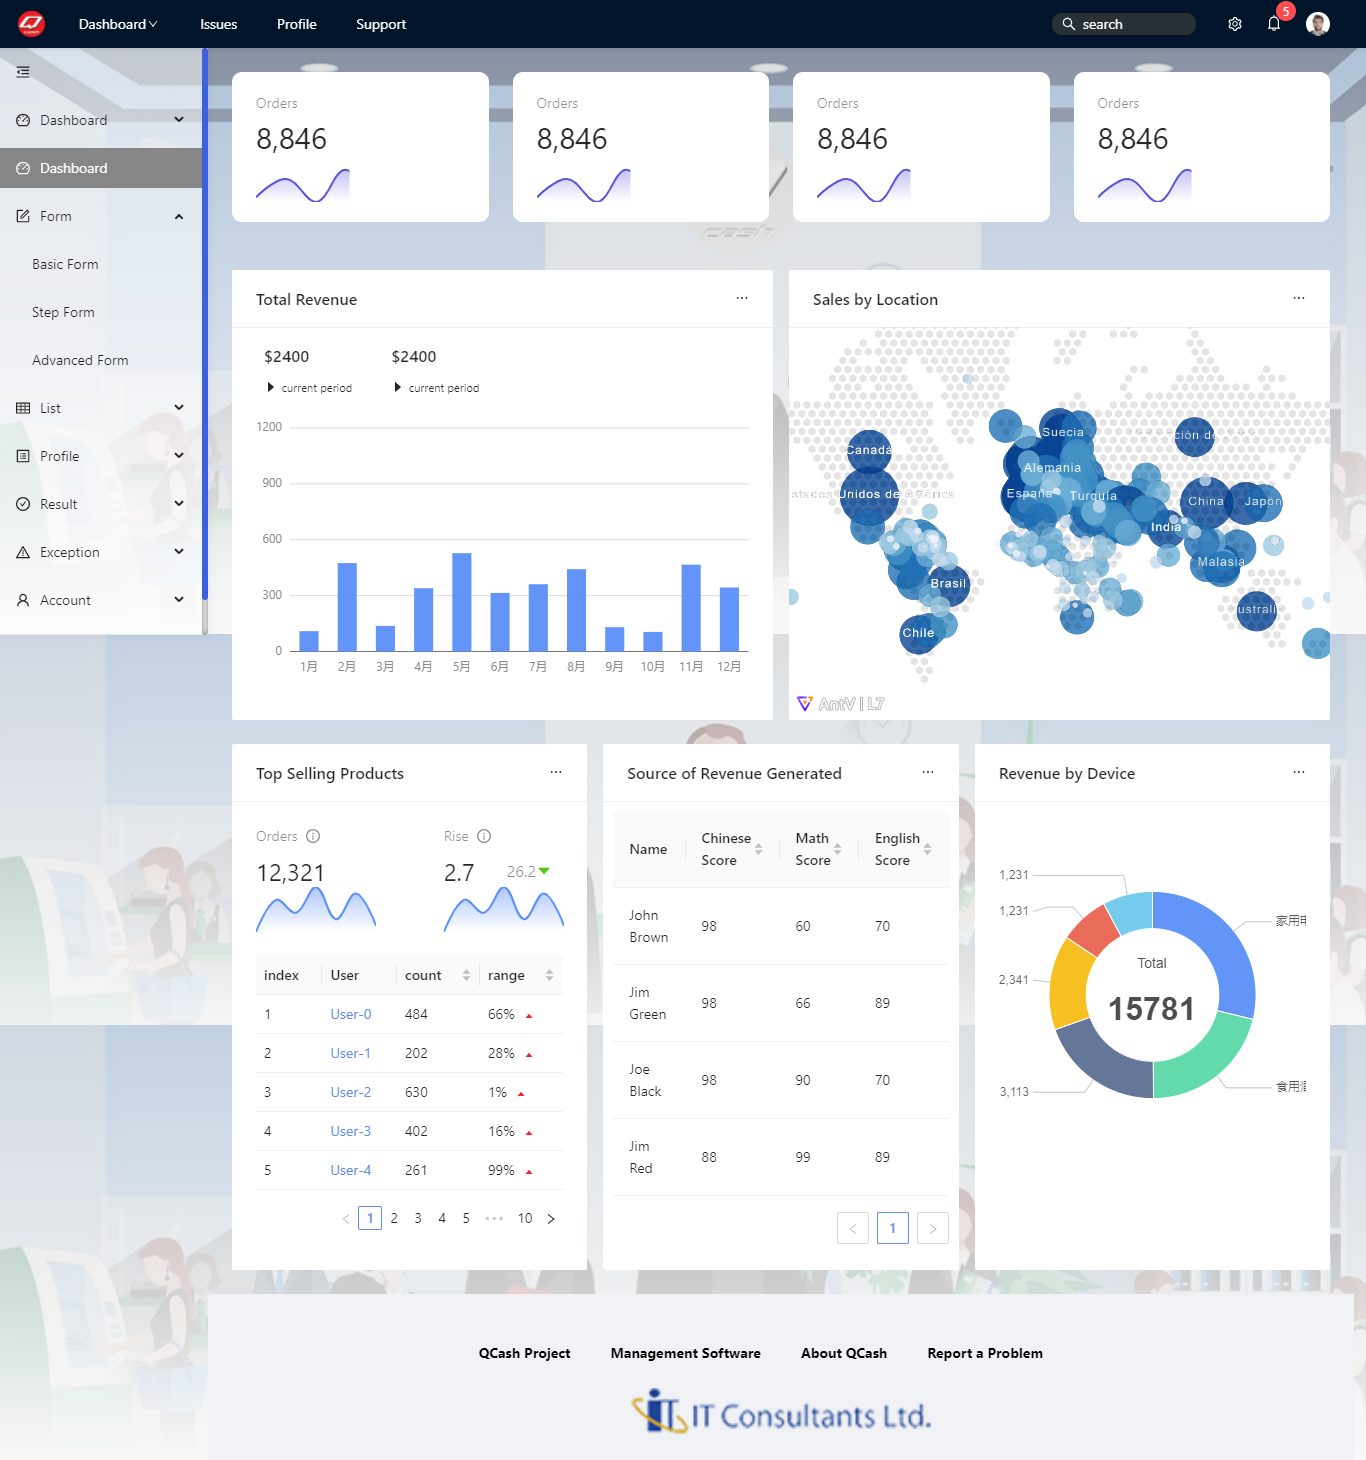 Dashboard Issues Profile Support search 5
Dashboard
Dashboard
Form
Basic Form
Step Form
Advanced Form
List
Profile
Result
Exception
Account
Orders
8,846
Orders
8,846
Orders
8,846
Orders
8,846
Total Revenue
$2400 $2400
current period current period
1200
900
600
300
0
1月 2月 3月 4月 5月 6月 7月 8月 9月 10月 11月 12月
Sales by Location
Suecia
Canadá
Alemania
España
Turquía
Unidos de América
China
Japón
India
Malasia
Brasil
Chile
AntV | L7
Top Selling Products
Orders Rise
12,321 2.7 26.2
index User count range
1 User-0 484 66%
2 User-1 202 28%
3 User-2 630 1%
4 User-3 402 16%
5 User-4 261 99%
< 1 2 3 4 5 ••• 10 >
Source of Revenue Generated
Name Chinese Score Math Score English Score
John Brown 98 60 70
Jim Green 98 66 89
Joe Black 98 90 70
Jim Red 88 99 89
< 1 >
Revenue by Device
1,231
1,231
2,341
3,113
家用
食用
Total
15781
QCash Project Management Software About QCash Report a Problem
IT Consultants Ltd.